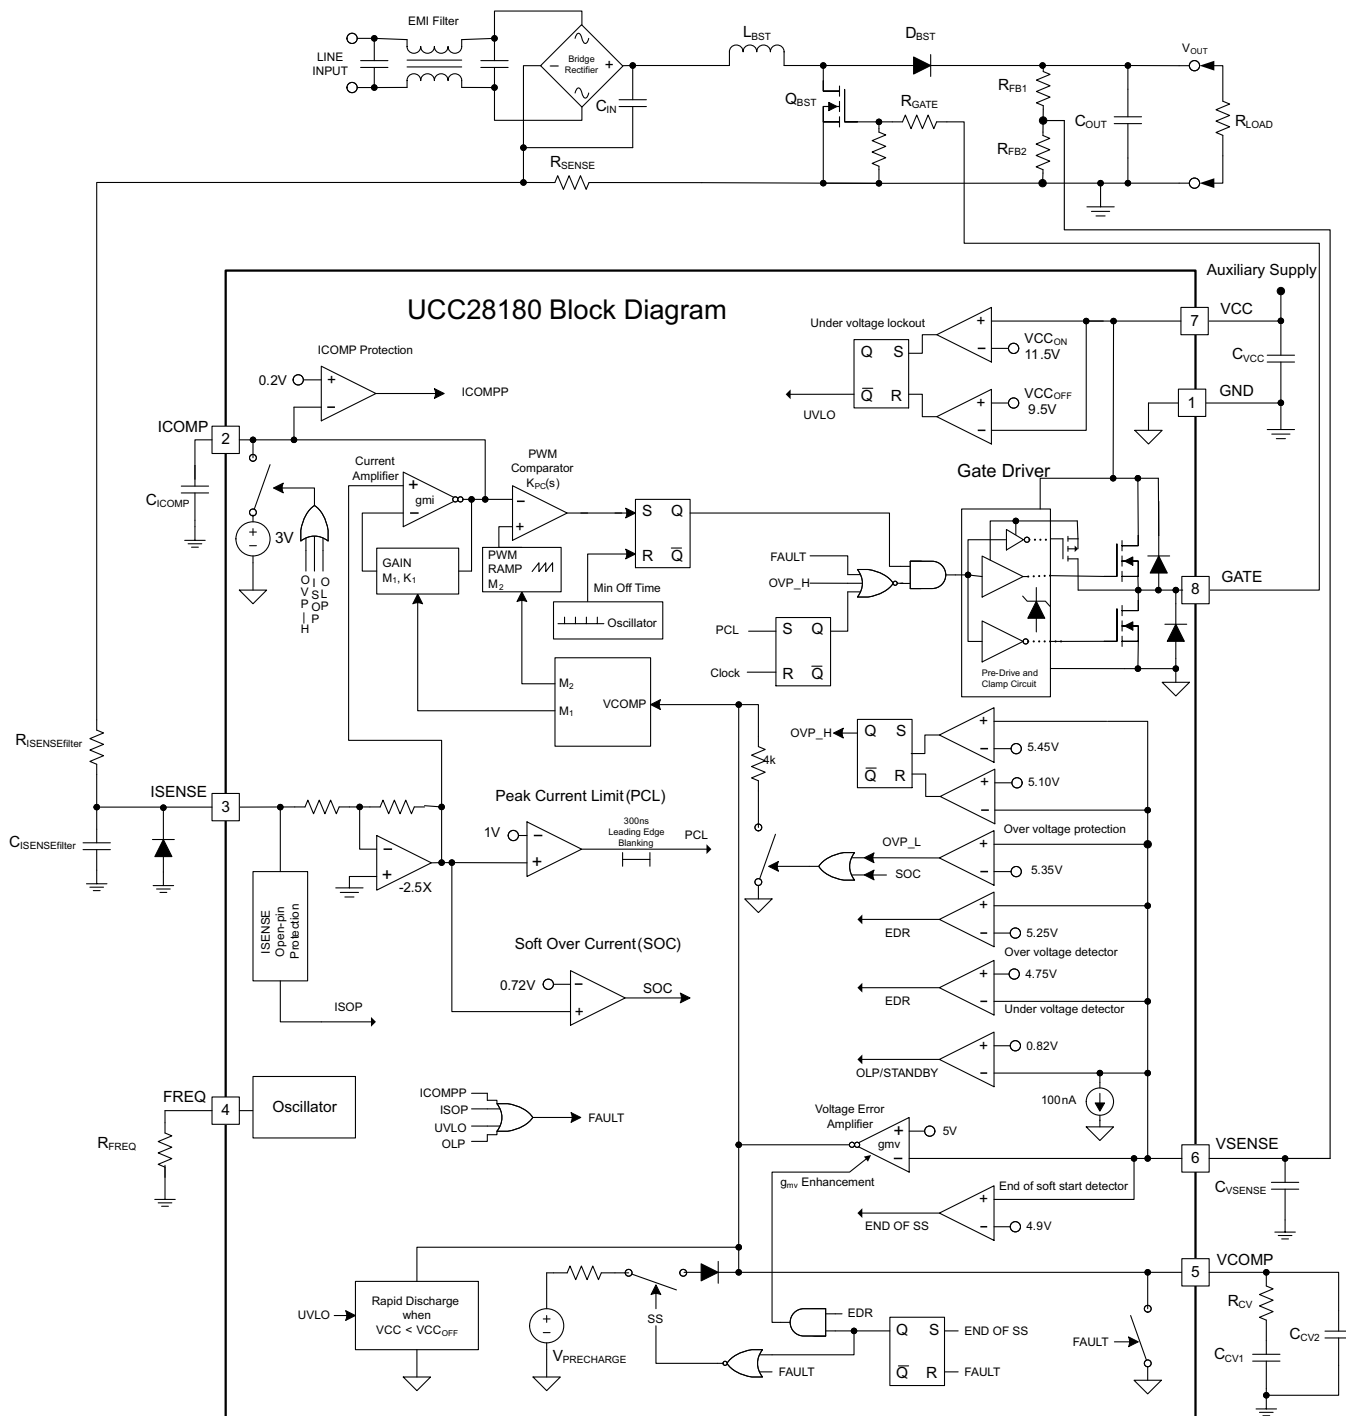 EMI Filter
LINE
INPUT
Bridge
Rectifier
CIN
LBST
DBST
QBST
RGATE
RFB1
RFB2
COUT
VOUT
RLOAD
RSENSE
Auxiliary Supply
UCC28180 Block Diagram
Under voltage lockout
VCCON
11.5V
VCCOFF
9.5V
Q S
Q R
UVLO
7
VCC
CVCC
1
GND
ICOMP Protection
0.2V
ICOMPP
ICOMP
2
CICOMP
3V
OVP_H
ISOP
OLP
Current
Amplifier
gmi
GAIN
M1, K1
PWM
Comparator
KPC(s)
PWM
RAMP
M2
S Q
R Q
Min Off Time
Oscillator
M2
M1
VCOMP
FAULT
OVP_H
PCL
Clock
S Q
R Q
Gate Driver
Pre-Drive and
Clamp Circuit
8
GATE
4k
OVP_H
Q S
Q R
5.45V
5.10V
Over voltage protection
OVP_L
SOC
5.35V
EDR
5.25V
Over voltage detector
EDR
4.75V
Under voltage detector
OLP/STANDBY
0.82V
100nA
RISENSEfilter
ISENSE
3
CISENSEfilter
-2.5X
ISENSE
Open-pin
Protection
ISOP
Peak Current Limit(PCL)
1V
300ns
Leading Edge
Blanking
PCL
Soft Over Current(SOC)
0.72V
SOC
FREQ
4
Oscillator
RFREQ
ICOMPP
ISOP
UVLO
OLP
FAULT
Voltage Error
Amplifier
gmv
5V
gmv Enhancement
6
VSENSE
CVSENSE
End of soft start detector
END OF SS
4.9V
5
VCOMP
RCV
CCV1
CCV2
FAULT
UVLO
Rapid Discharge
when
VCC < VCCOFF
VPRECHARGE
SS
EDR
FAULT
Q S
Q R
END OF SS
FAULT